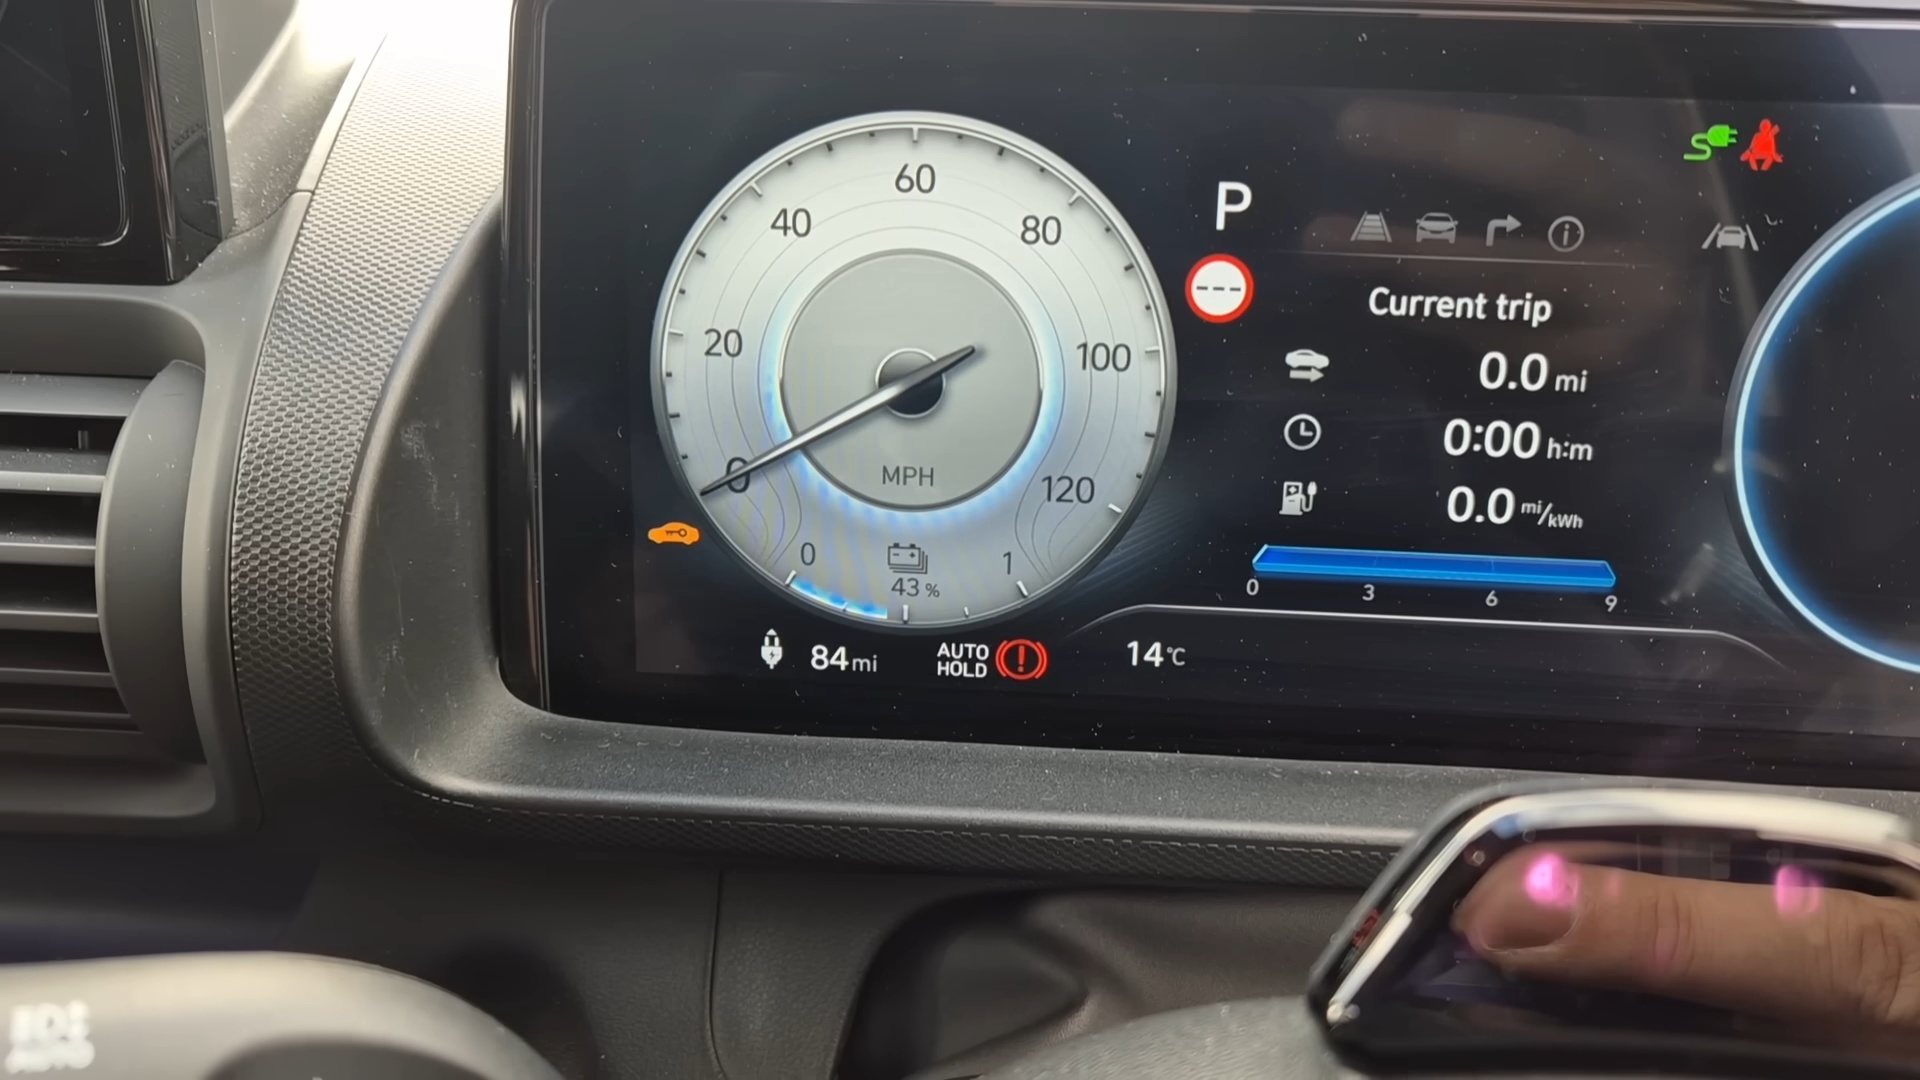 60
40
80
20
100
0
120
MPH
0
1
43 %
84 mi
AUTO
HOLD
14°C
P
---
Current trip
0.0 mi
0:00 h:m
0.0 mi/kWh
0 3 6 9
AUTO